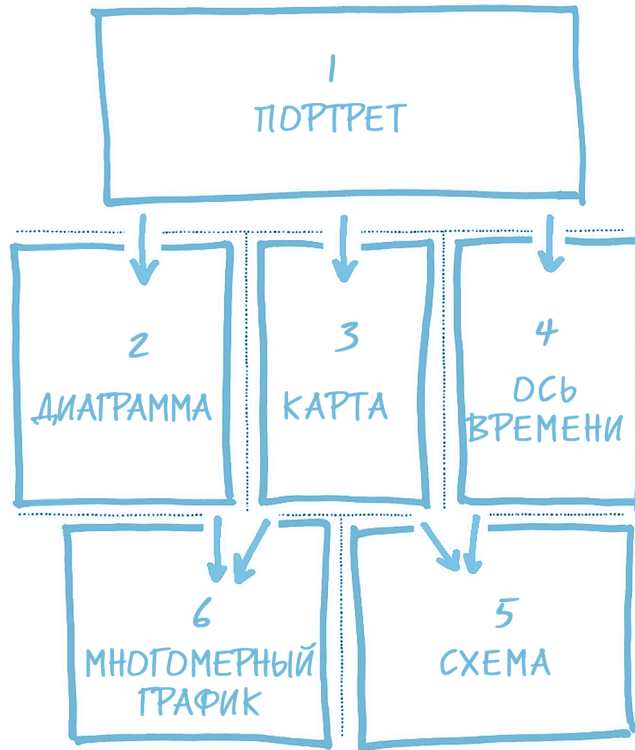 1
ПОРТРЕТ
2
ДИАГРАММА
3
КАРТА
4
ОСЬ
ВРЕМЕНИ
6
МНОГОМЕРНЫЙ
ГРАФИК
5
СХЕМА